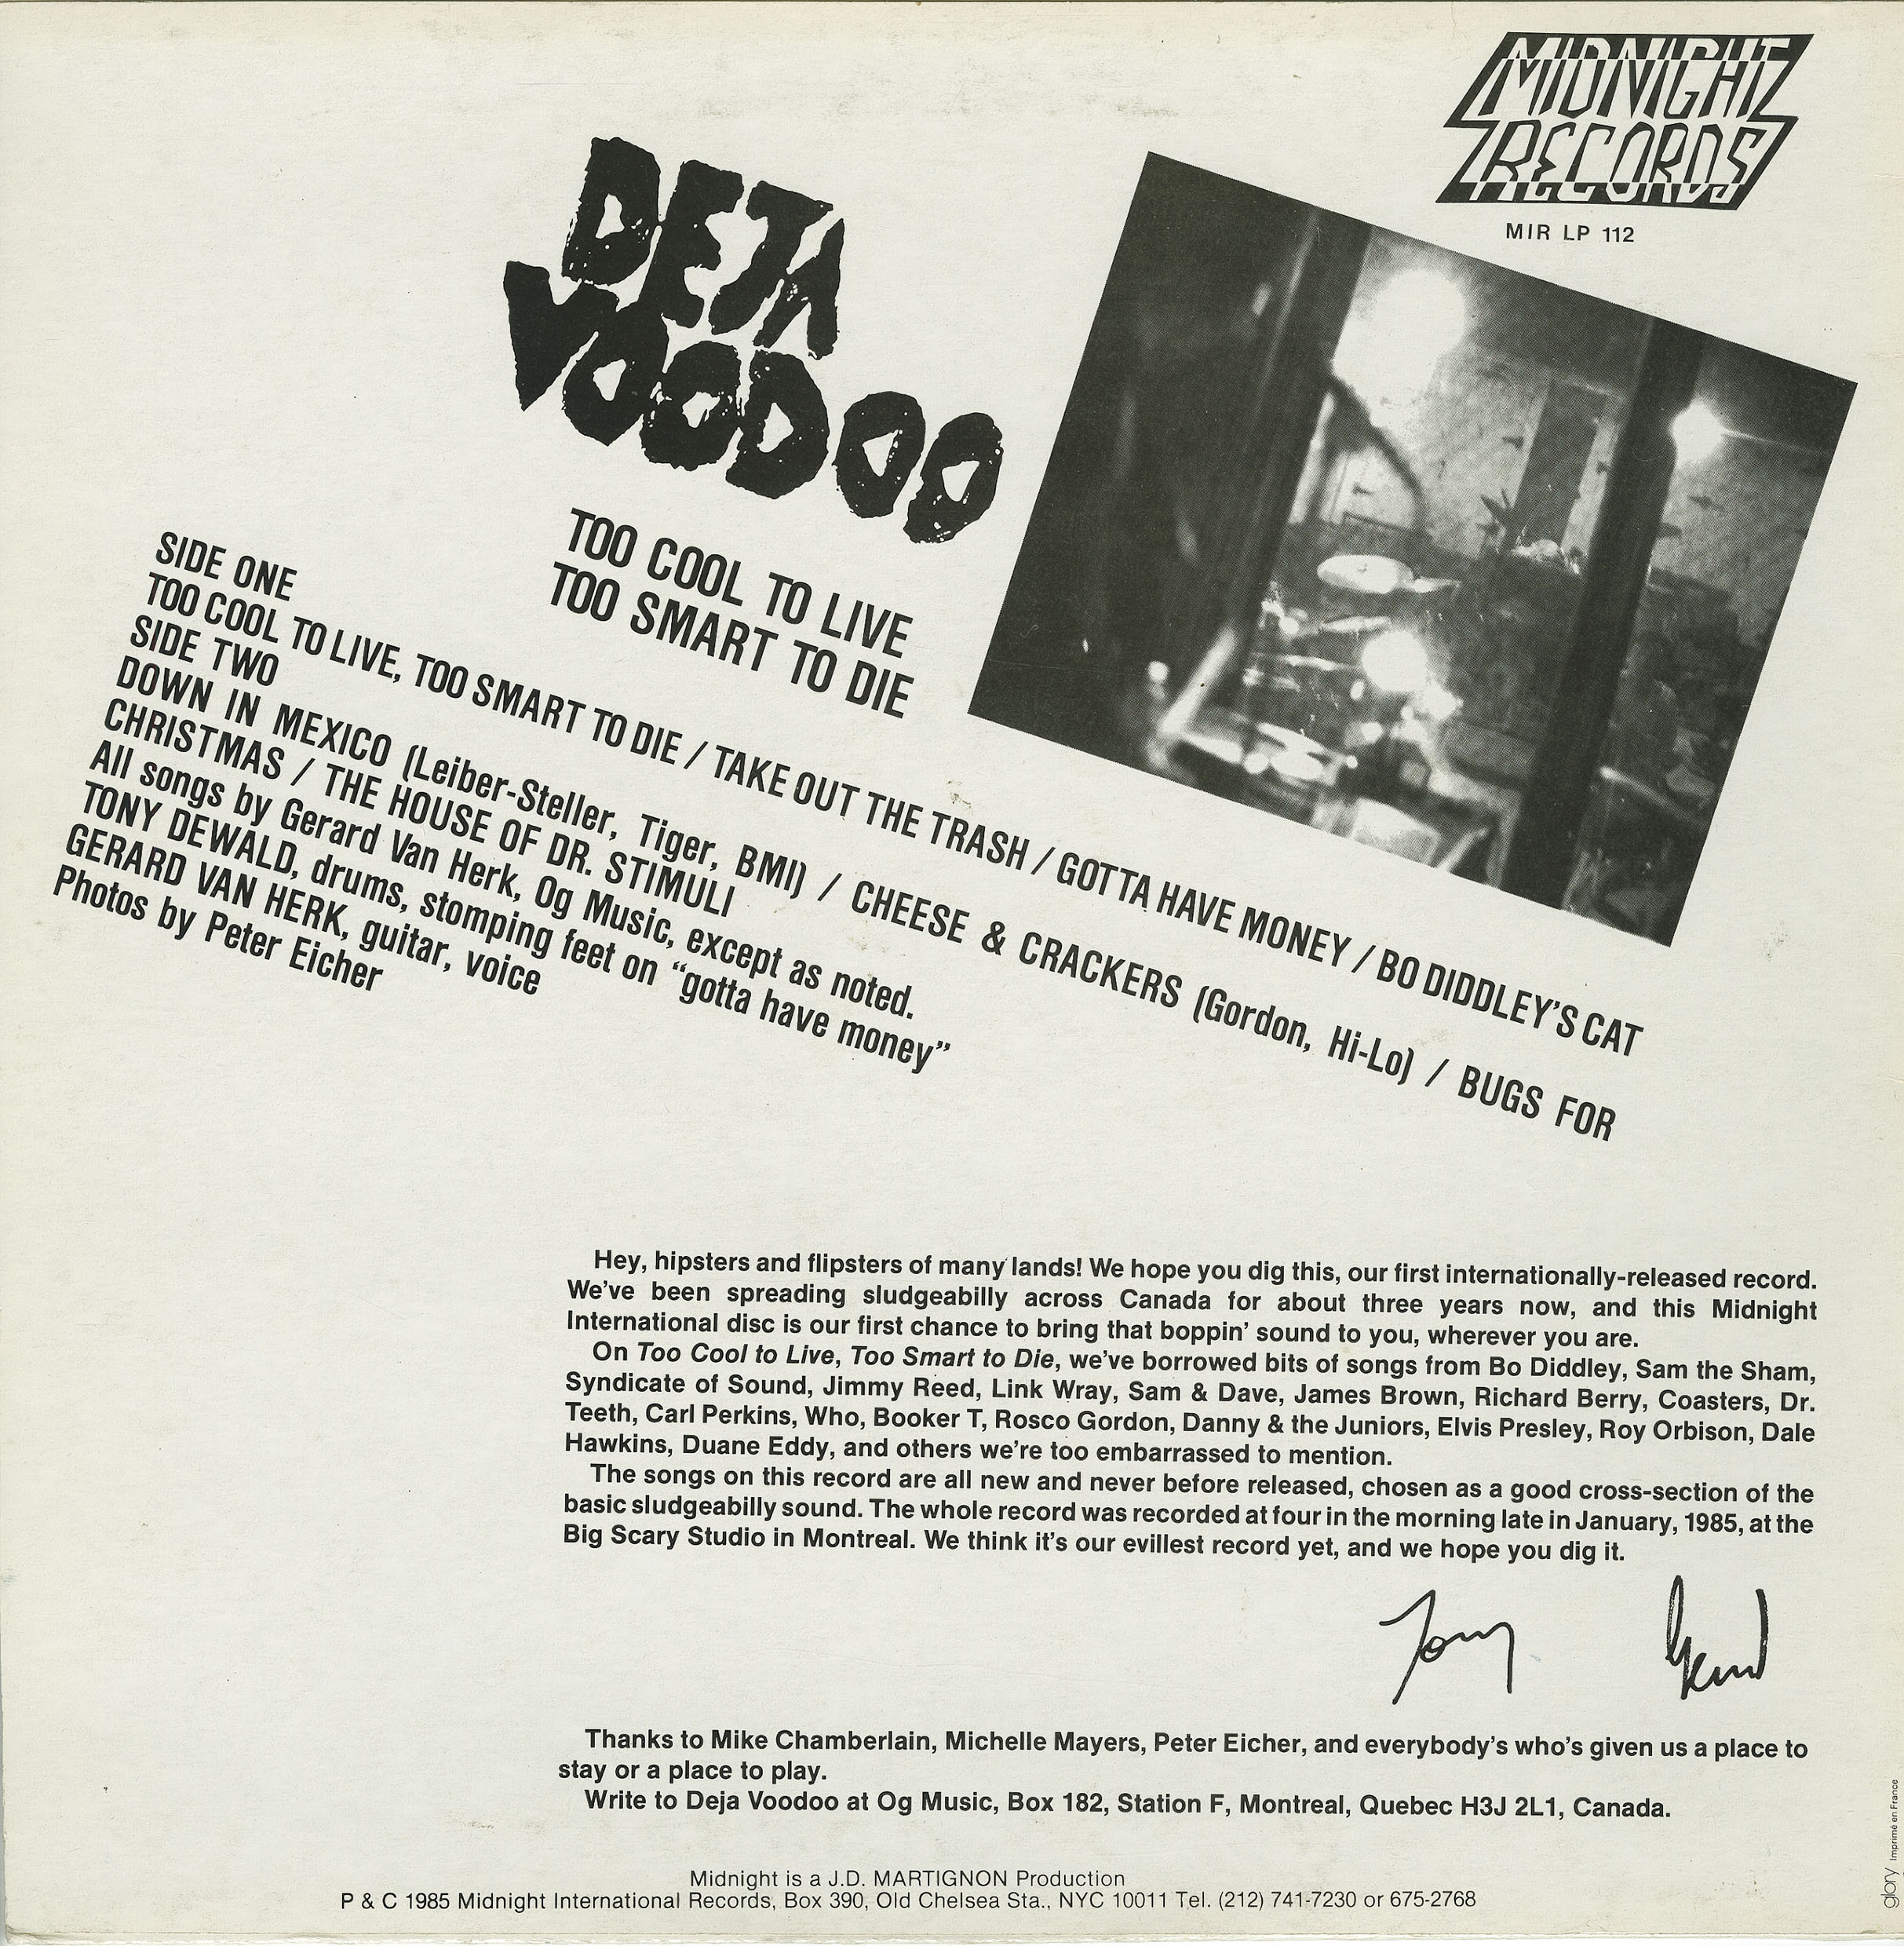 MIDNIGHT
RECORDS
MIR LP 112
DEJA
VOODOO
TOO COOL TO LIVE
TOO SMART TO DIE
SIDE ONE
TOO COOL TO LIVE, TOO SMART TO DIE / TAKE OUT THE TRASH / GOTTA HAVE MONEY / BO DIDDLEY'S CAT
SIDE TWO
DOWN IN MEXICO (Leiber-Steller, Tiger, BMI) / CHEESE & CRACKERS (Gordon, Hi-Lo) / BUGS FOR
CHRISTMAS / THE HOUSE OF DR. STIMULI
All songs by Gerard Van Herk, Og Music, except as noted.
TONY DEWALD, drums, stomping feet on “gotta have money”
GERARD VAN HERK, guitar, voice
Photos by Peter Eicher
Hey, hipsters and flipsters of many lands! We hope you dig this, our first internationally-released record.
We've been spreading sludgeabilly across Canada for about three years now, and this Midnight
International disc is our first chance to bring that boppin' sound to you, wherever you are.
On Too Cool to Live, Too Smart to Die, we've borrowed bits of songs from Bo Diddley, Sam the Sham,
Syndicate of Sound, Jimmy Reed, Link Wray, Sam & Dave, James Brown, Richard Berry, Coasters, Dr.
Teeth, Carl Perkins, Who, Booker T, Rosco Gordon, Danny & the Juniors, Elvis Presley, Roy Orbison, Dale
Hawkins, Duane Eddy, and others we're too embarrassed to mention.
The songs on this record are all new and never before released, chosen as a good cross-section of the
basic sludgeabilly sound. The whole record was recorded at four in the morning late in January, 1985, at the
Big Scary Studio in Montreal. We think it's our evillest record yet, and we hope you dig it.
Tony Gerard
Thanks to Mike Chamberlain, Michelle Mayers, Peter Eicher, and everybody's who's given us a place to
stay or a place to play.
Write to Deja Voodoo at Og Music, Box 182, Station F, Montreal, Quebec H3J 2L1, Canada.
Midnight is a J.D. MARTIGNON Production
P & C 1985 Midnight International Records, Box 390, Old Chelsea Sta., NYC 10011 Tel. (212) 741-7230 or 675-2768
glory Imprimé en France